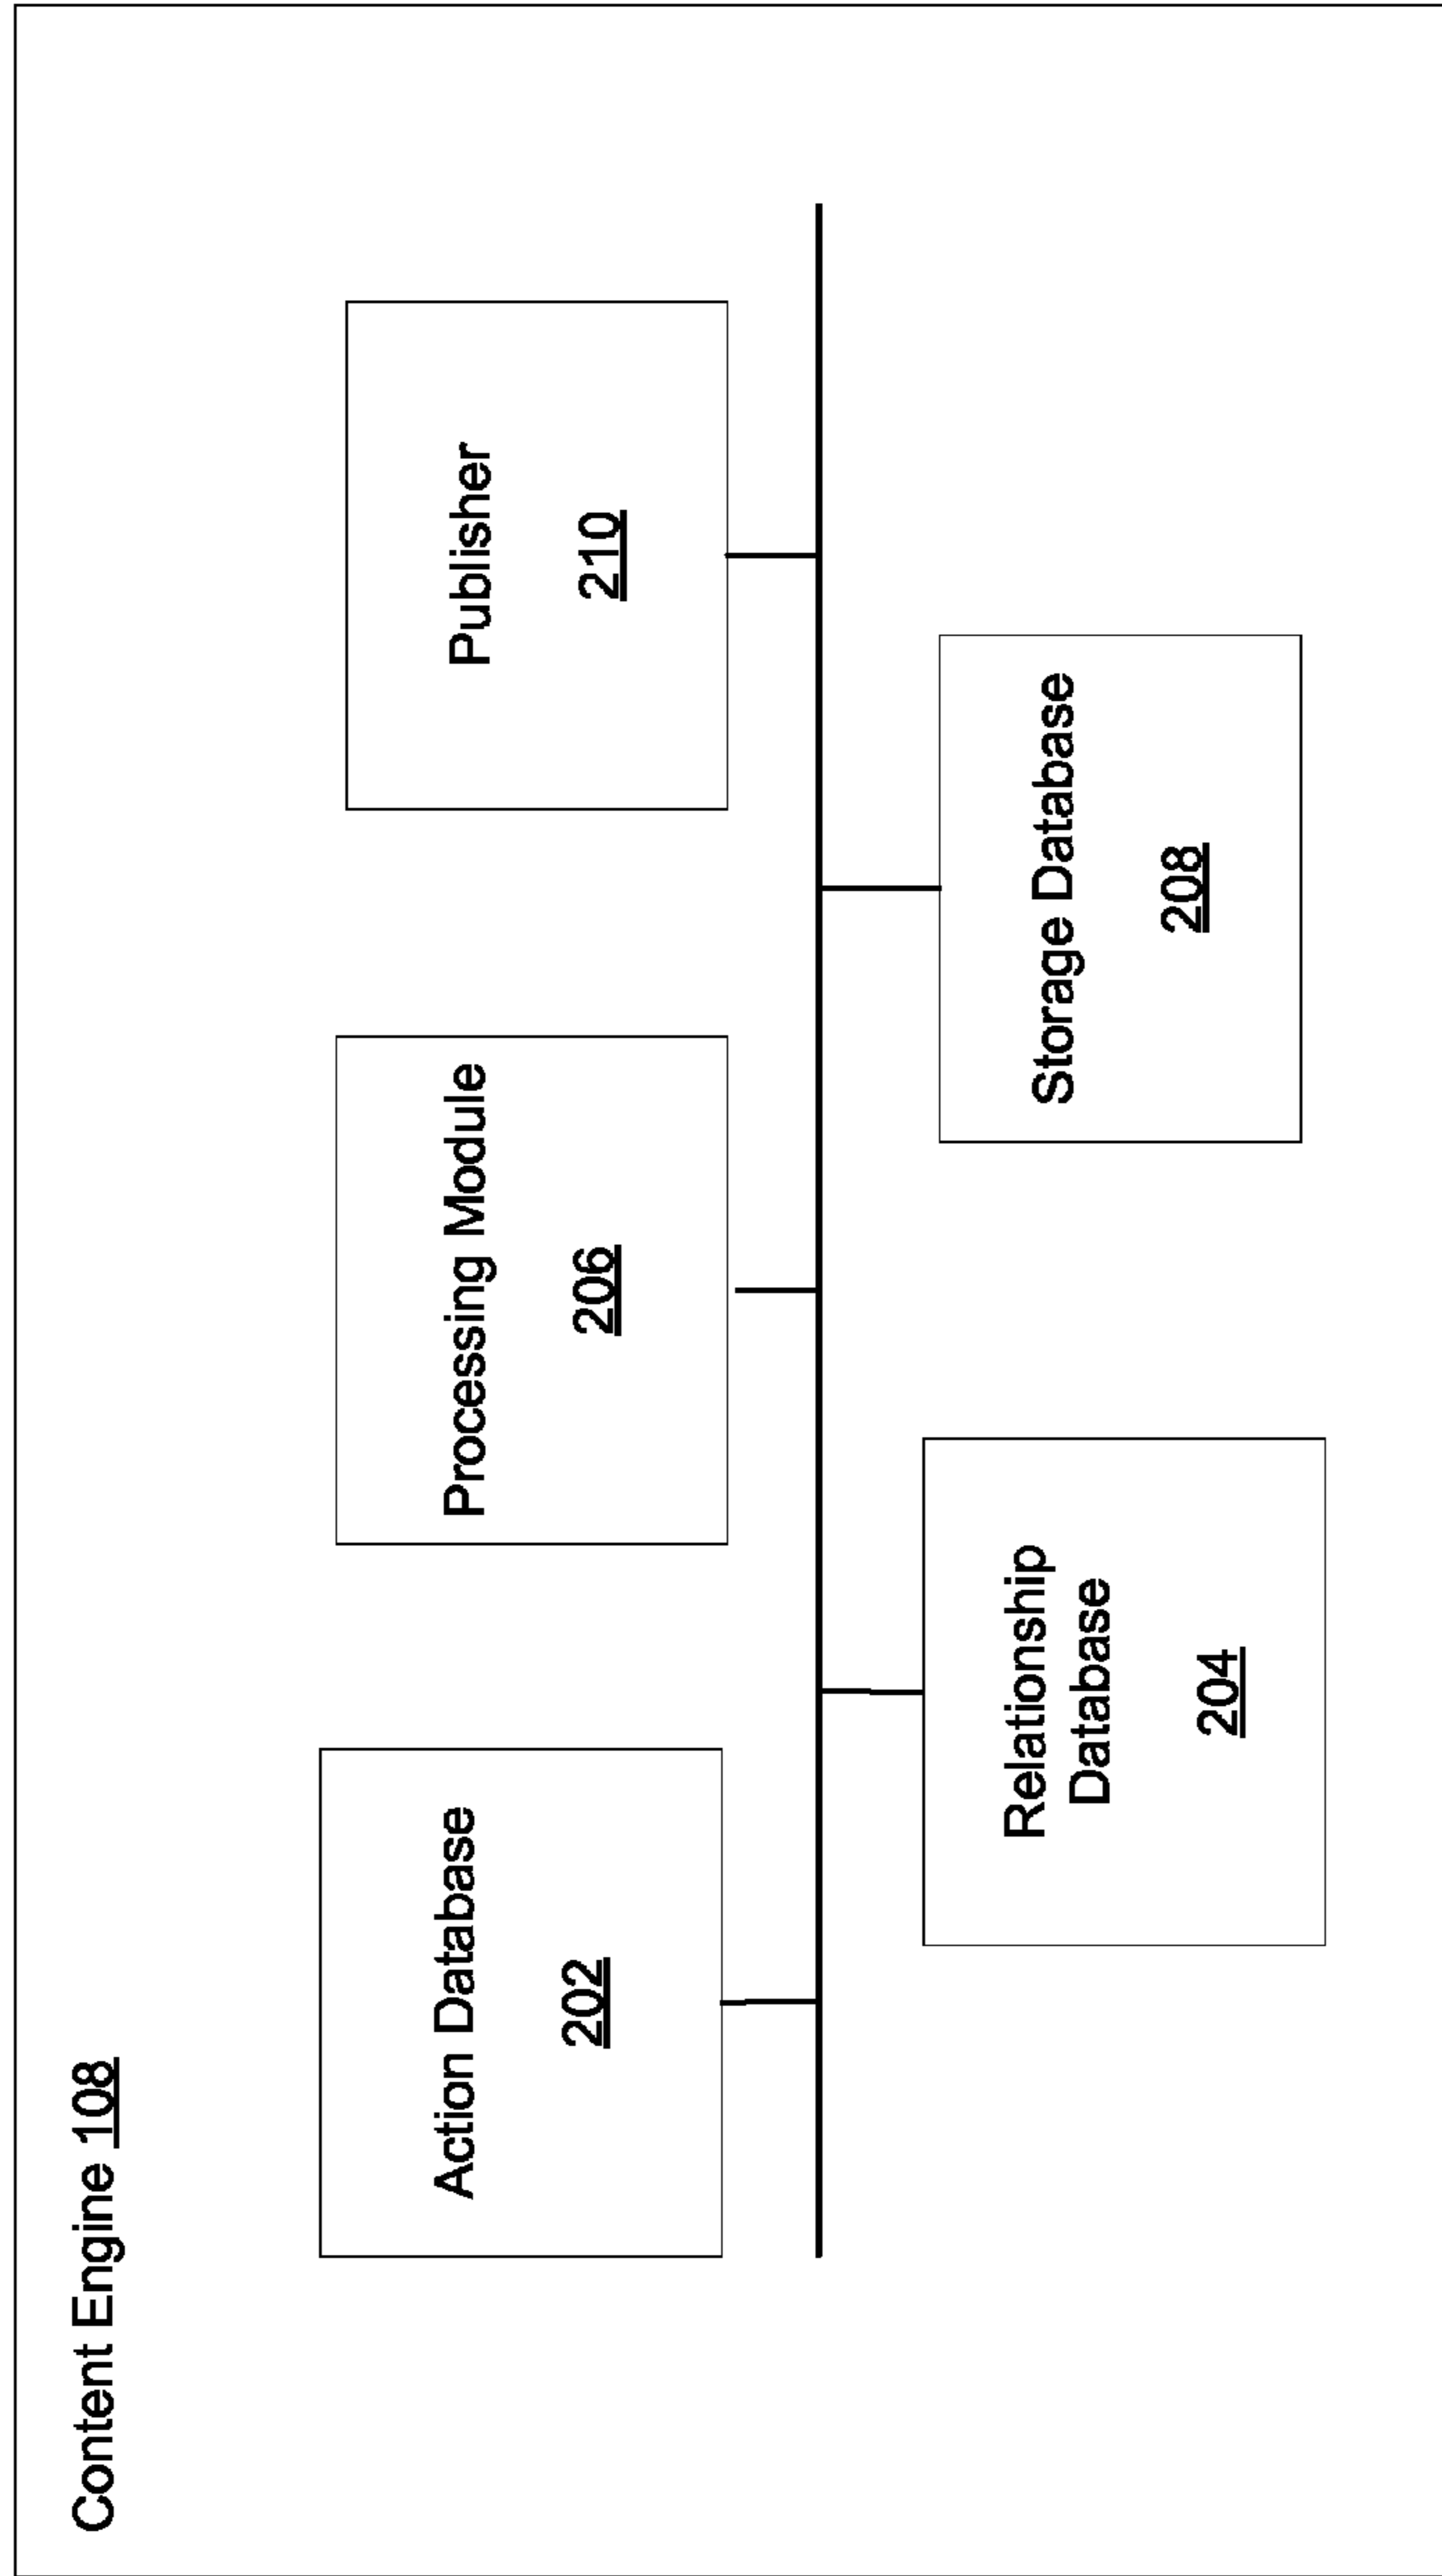 Content Engine 108
Action Database
202
Processing Module
206
Publisher
210
Relationship
Database
204
Storage Database
208